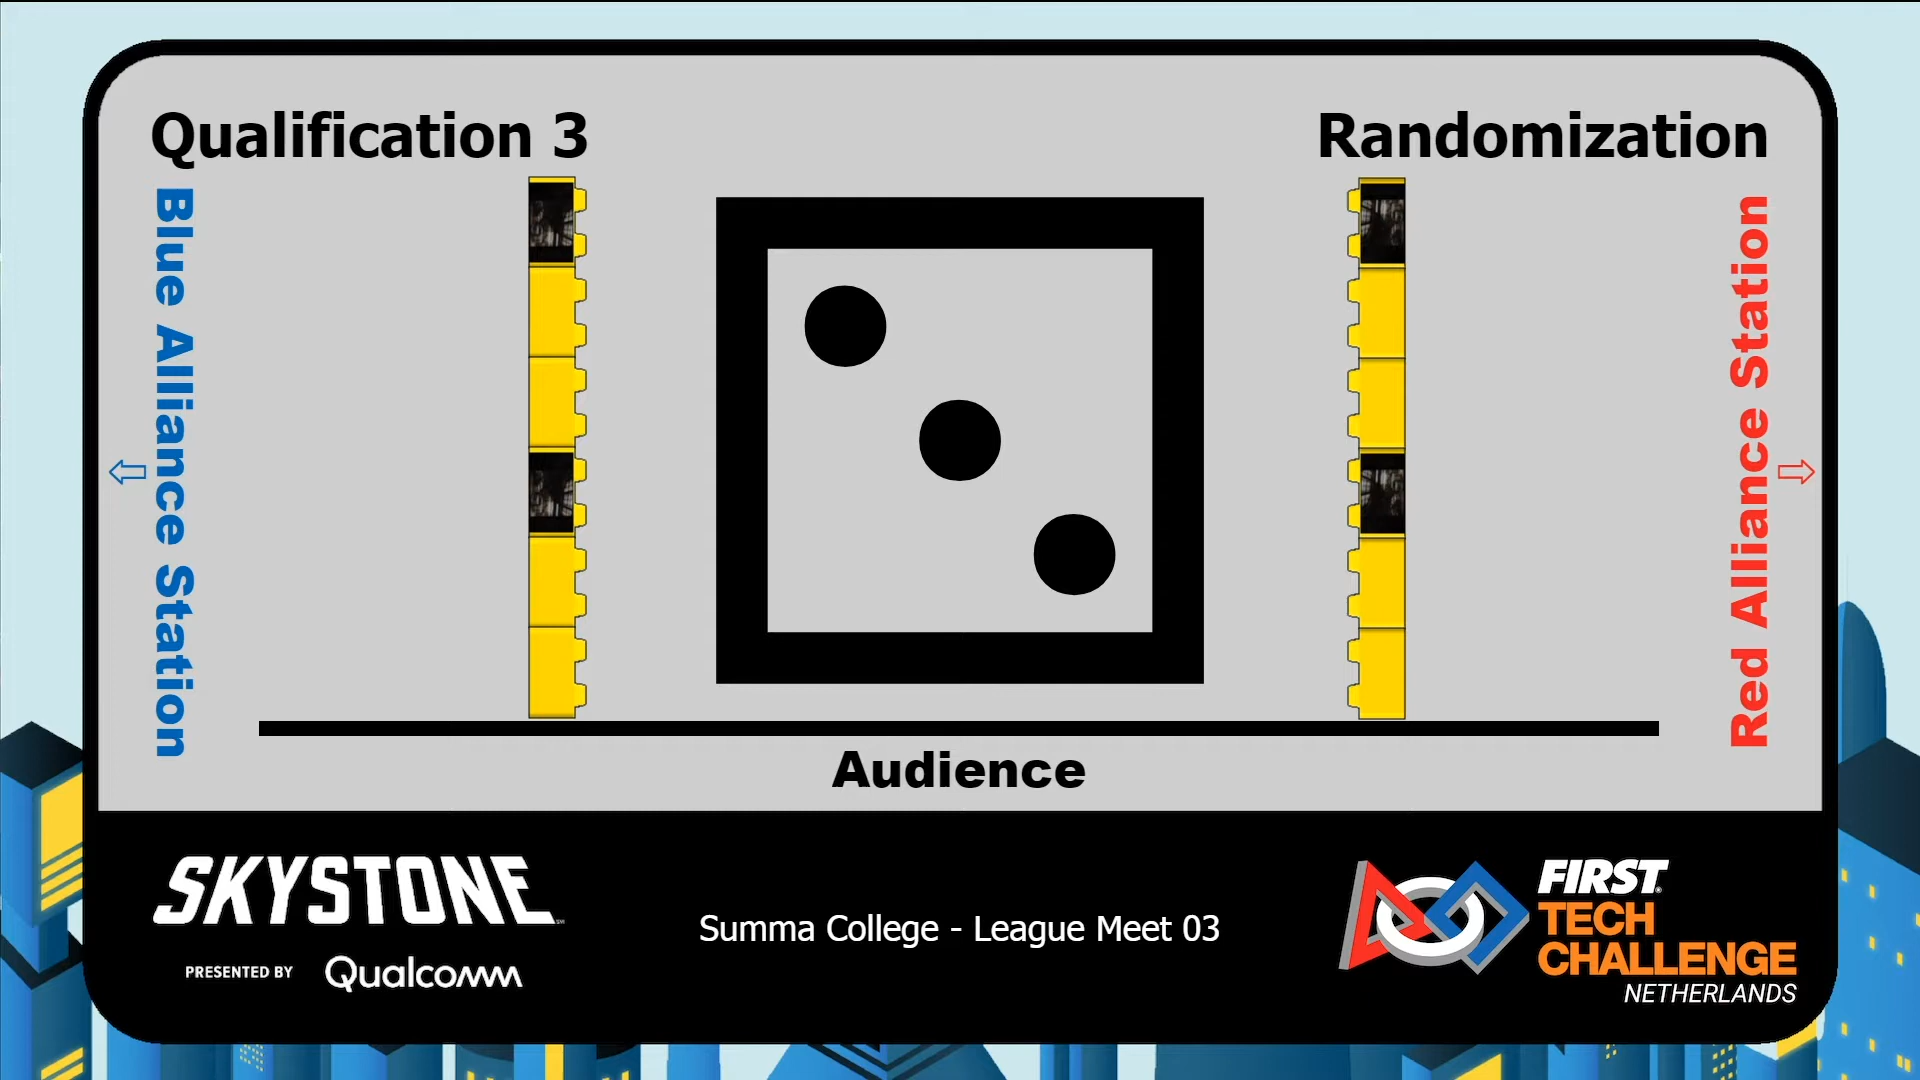 Qualification 3
Randomization
Blue Alliance Station
Red Alliance Station
Audience
SKYSTONE℠
PRESENTED BY Qualcomm
Summa College - League Meet 03
FIRST®
TECH
CHALLENGE
NETHERLANDS